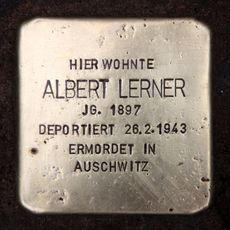 HIER WOHNTE
ALBERT LERNER
JG. 1897
DEPORTIERT 26.2.1943
ERMORDET IN
AUSCHWITZ